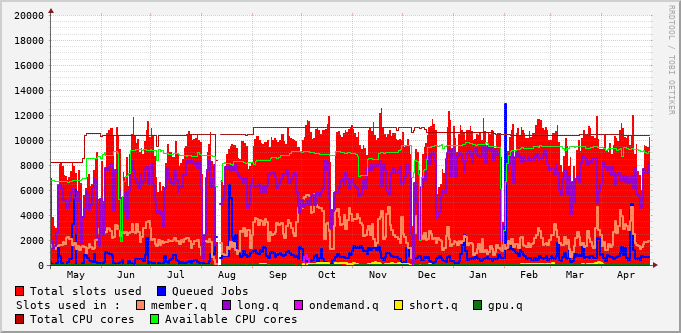 20000
18000
16000
14000
12000
10000
8000
6000
4000
2000
0
May Jun Jul Aug Sep Oct Nov Dec Jan Feb Mar Apr
RRDTOOL / TOBI OETIKER
Total slots used Queued Jobs
Slots used in : member.q long.q ondemand.q short.q gpu.q
Total CPU cores Available CPU cores